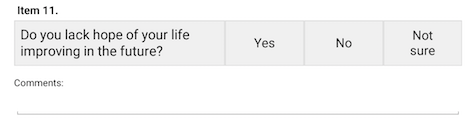 Item 11.
Do you lack hope of your life
improving in the future?
Yes
No
Not
sure
Comments: